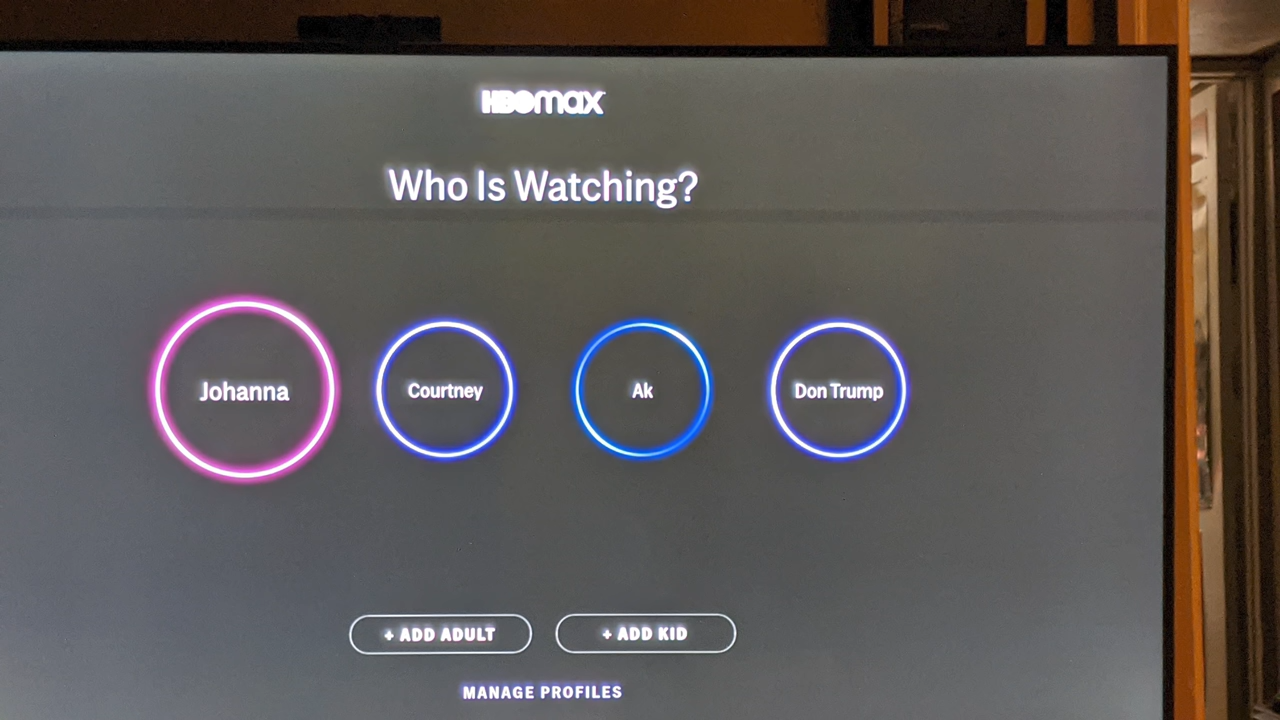 HBOmax
Who Is Watching?
Johanna
Courtney
Ak
Don Trump
+ ADD ADULT
+ ADD KID
MANAGE PROFILES